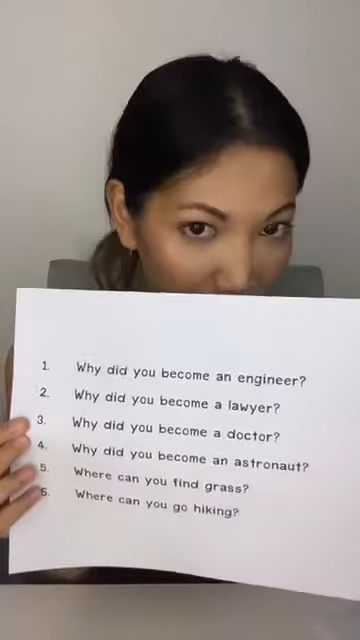 1. Why did you become an engineer?
2. Why did you become a lawyer?
3. Why did you become a doctor?
4. Why did you become an astronaut?
5. Where can you find grass?
6. Where can you go hiking?